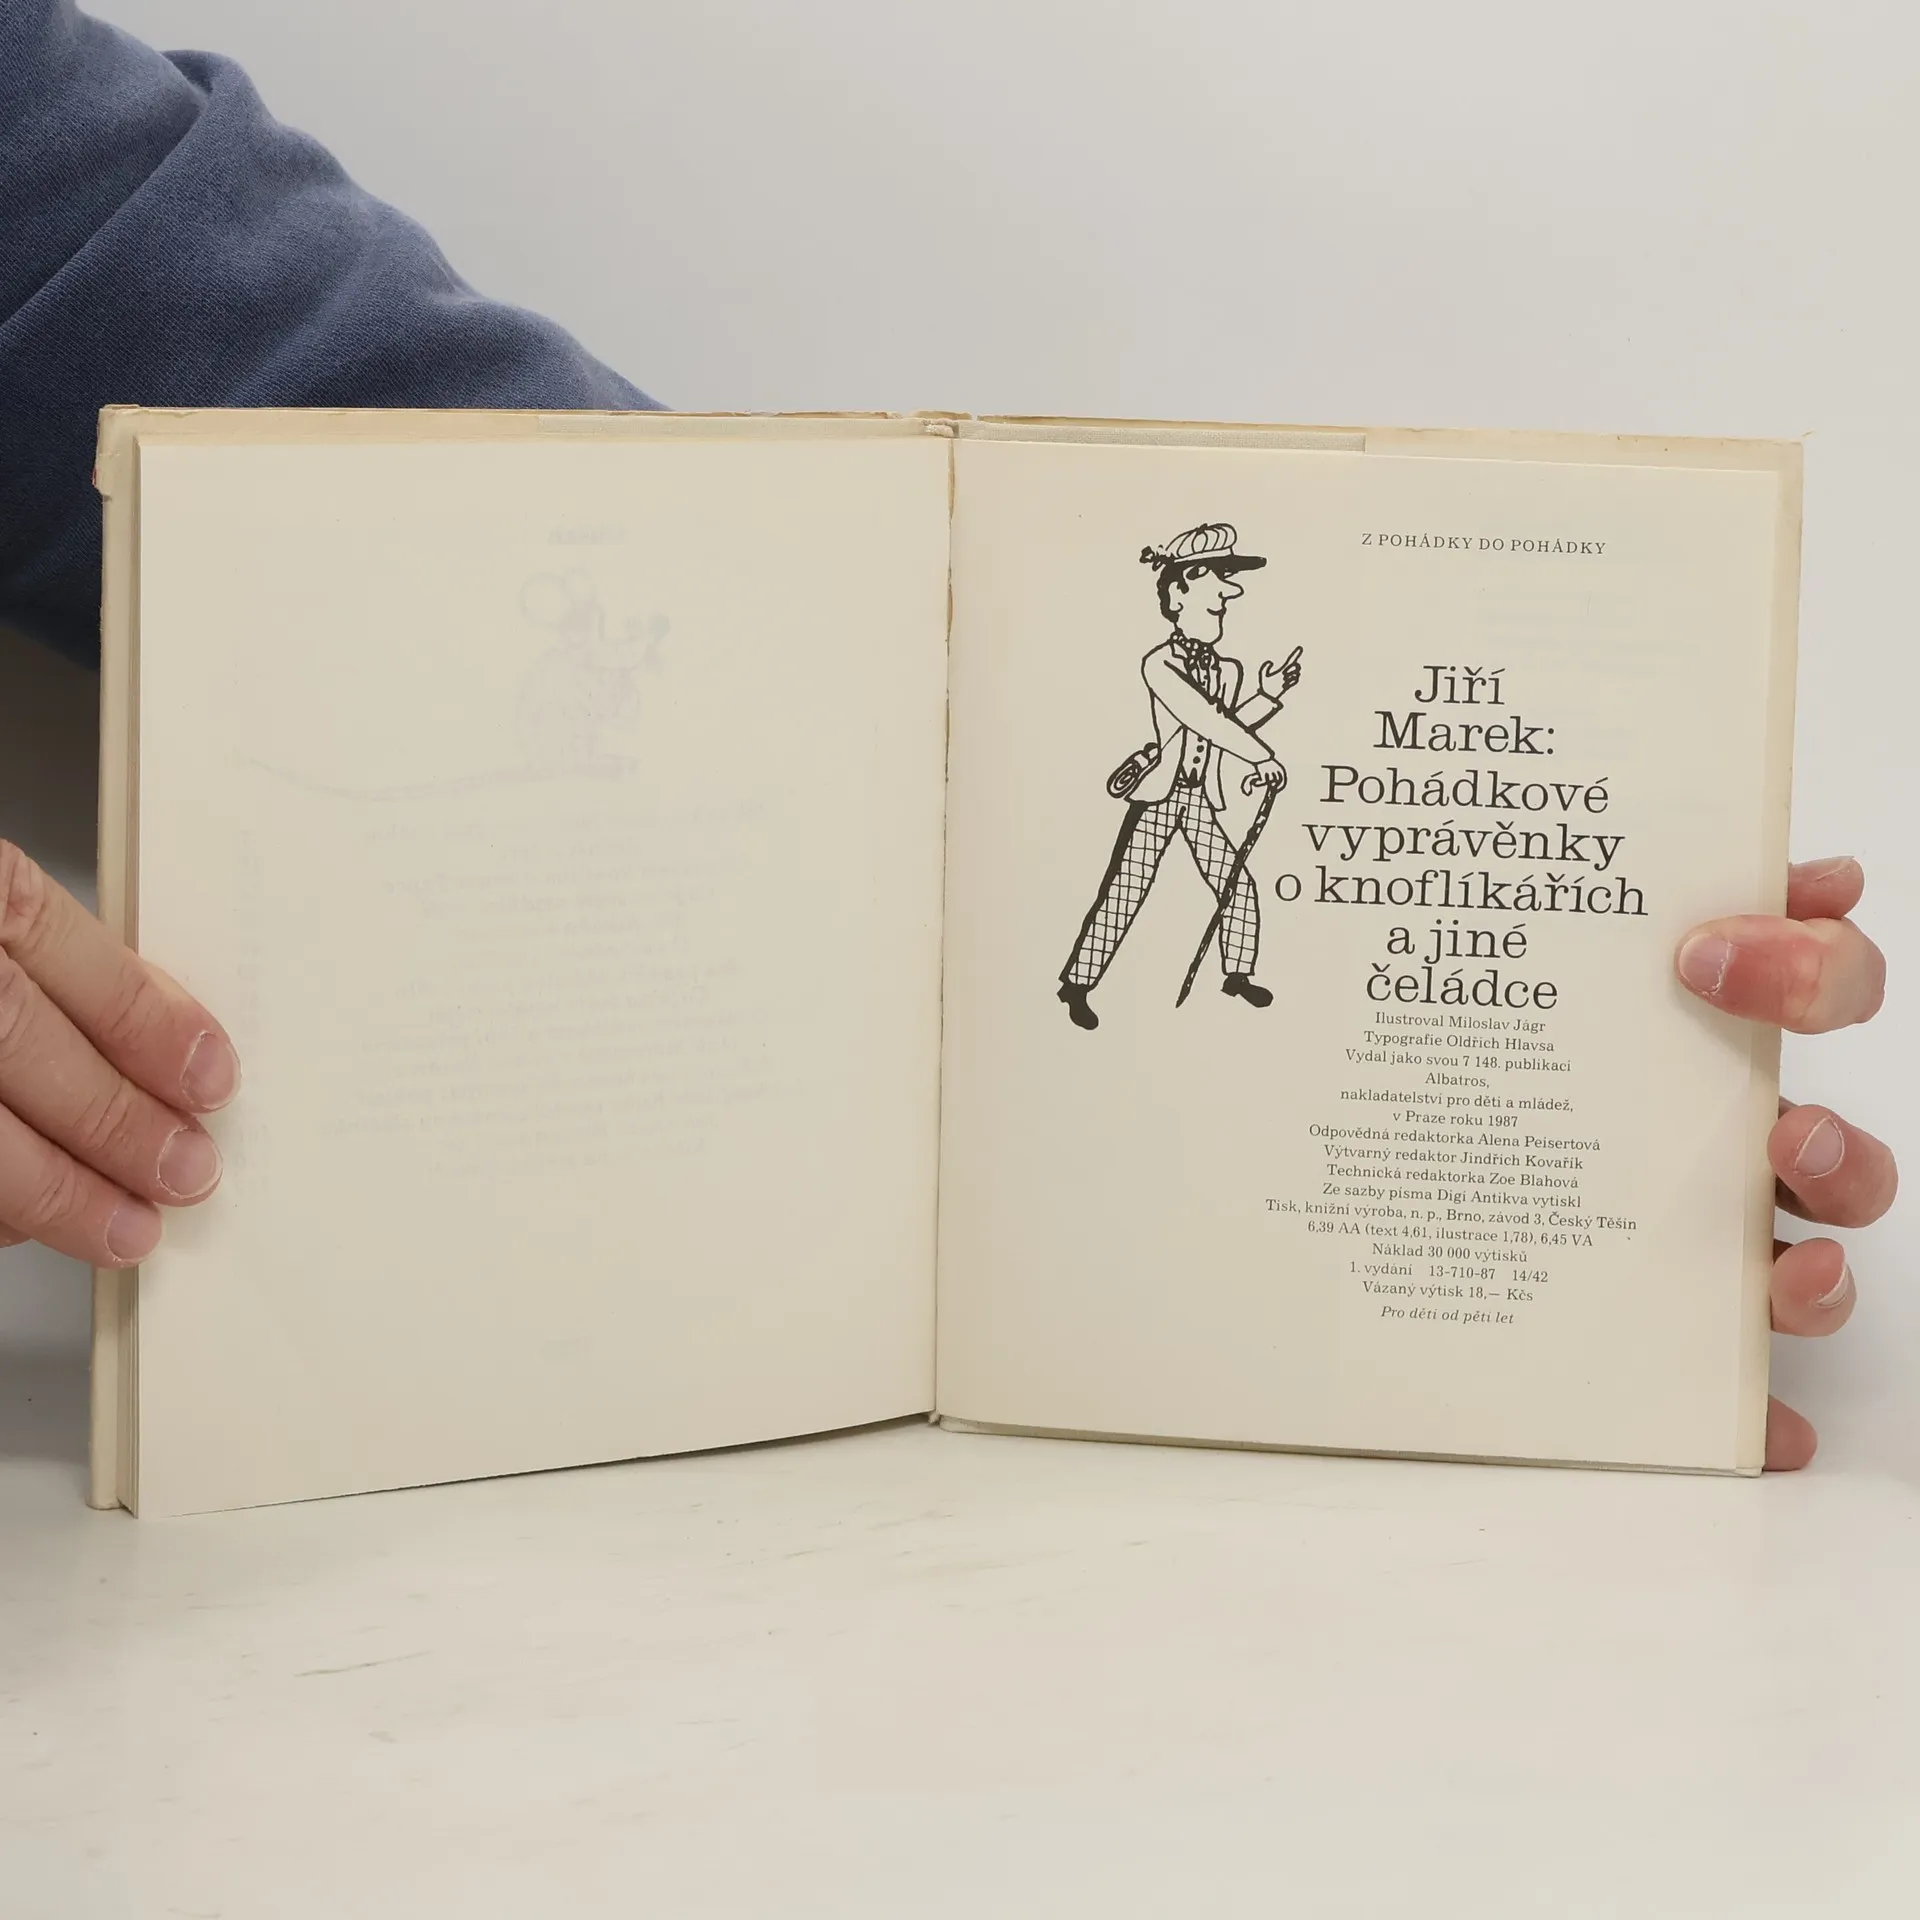 Z POHÁDKY DO POHÁDKY
Jiří
Marek:
Pohádkové
vyprávěnky
o knoflíkářích
a jiné
čeládce
Ilustroval Miloslav Jágr
Typografie Oldřich Hlavsa
Vydal jako svou 7 148. publikaci
Albatros,
nakladatelství pro děti a mládež,
v Praze roku 1987
Odpovědná redaktorka Alena Peisertová
Výtvarný redaktor Jindřich Kovařík
Technická redaktorka Zoe Blahová
Ze sazby písma Digi Antikva vytiskl
Tisk, knižní výroba, n. p., Brno, závod 3, Český Těšín
6,39 AA (text 4,61, ilustrace 1,78), 6,45 VA
Náklad 30 000 výtisků
1. vydání 13-710-87 14/42
Vázaný výtisk 18,— Kčs
Pro děti od pěti let